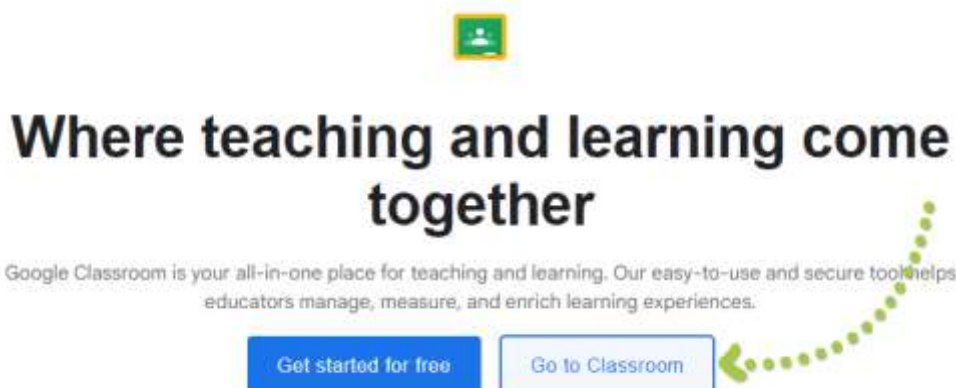 Where teaching and learning come
together
Google Classroom is your all-in-one place for teaching and learning. Our easy-to-use and secure tool helps
educators manage, measure, and enrich learning experiences.
Get started for free
Go to Classroom